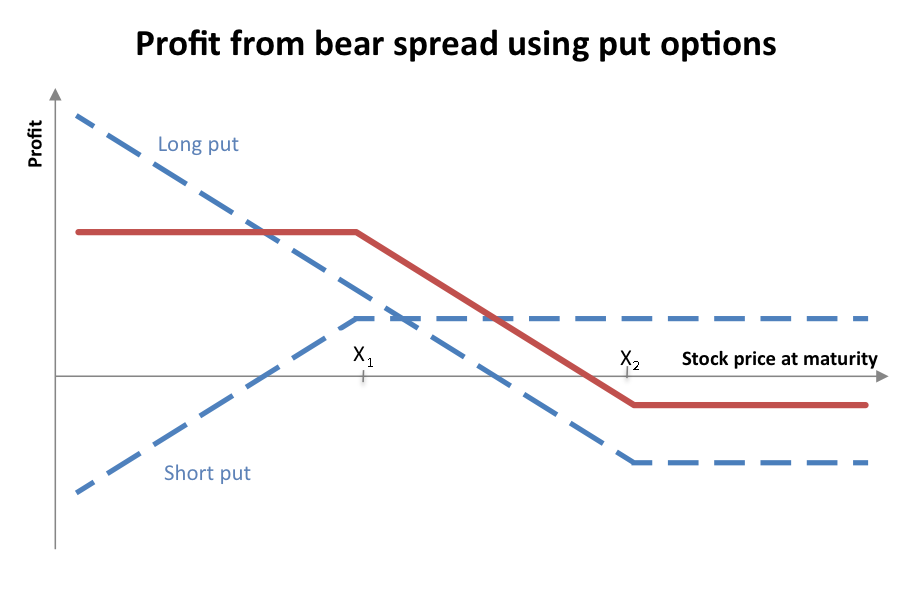 Profit from bear spread using put options
Profit
Long put
X1
X2
Stock price at maturity
Short put